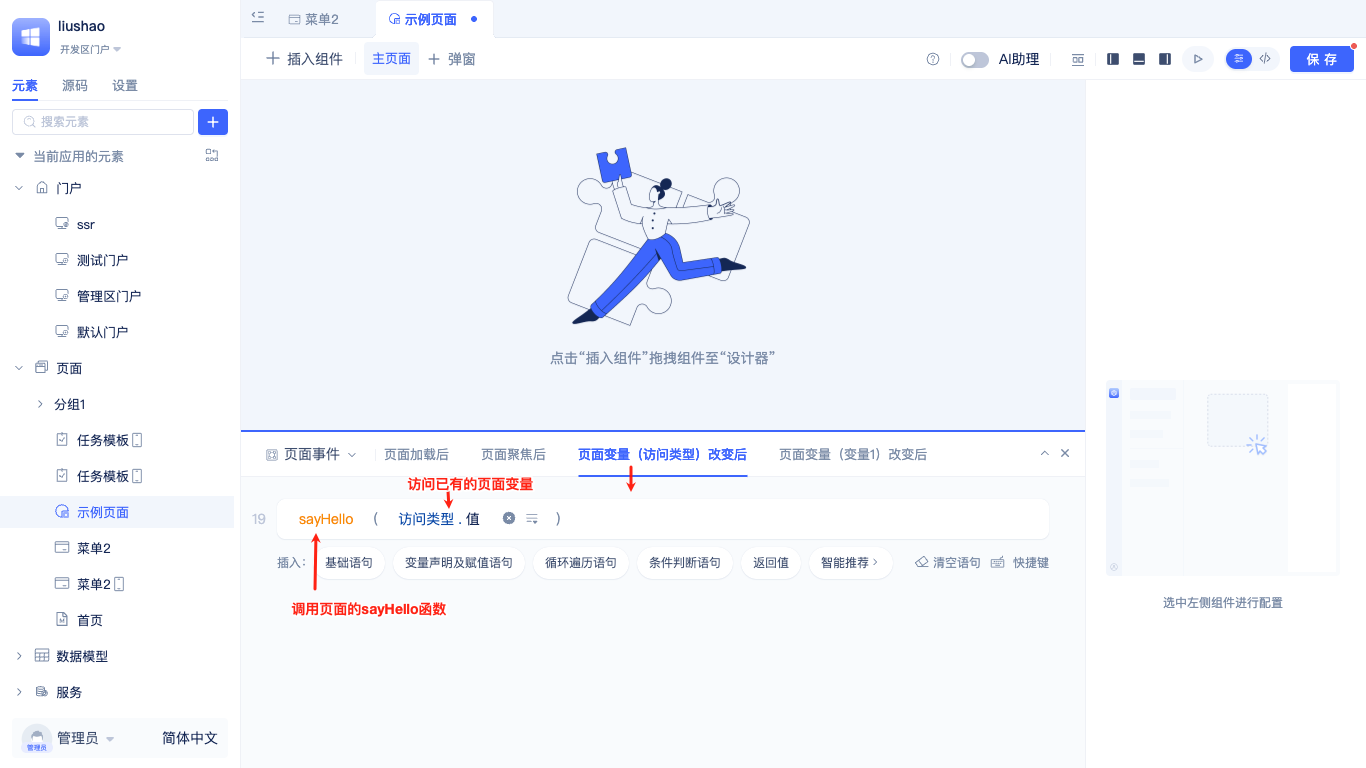 liushao
开发区门户
元素 源码 设置
搜索元素
当前应用的元素
门户
ssr
测试门户
管理区门户
默认门户
页面
分组1
任务模板
任务模板
示例页面
菜单2
菜单2
首页
数据模型
服务
管理员
管理员 简体中文
菜单2 示例页面
插入组件 主页面 弹窗
AI助理
保存
点击“插入组件”拖拽组件至“设计器”
页面事件 页面加载后 页面聚焦后 页面变量（访问类型）改变后 页面变量（变量1）改变后
访问已有的页面变量
19 sayHello ( 访问类型 . 值 )
插入: 基础语句 变量声明及赋值语句 循环遍历语句 条件判断语句 返回值 智能推荐 清空语句 快捷键
调用页面的sayHello函数
选中左侧组件进行配置